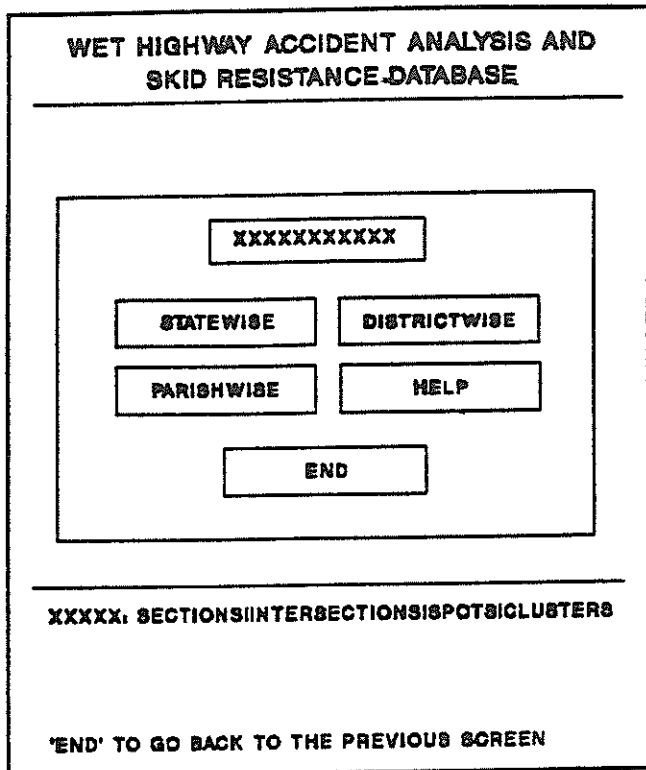 WET HIGHWAY ACCIDENT ANALYSIS AND
SKID RESISTANCE DATABASE
XXXXXXXXXXX
STATEWISE DISTRICTWISE
PARISHWISE HELP
END
XXXXX: SECTIONS|INTERSECTIONS|SPOTS|CLUSTERS
'END' TO GO BACK TO THE PREVIOUS SCREEN